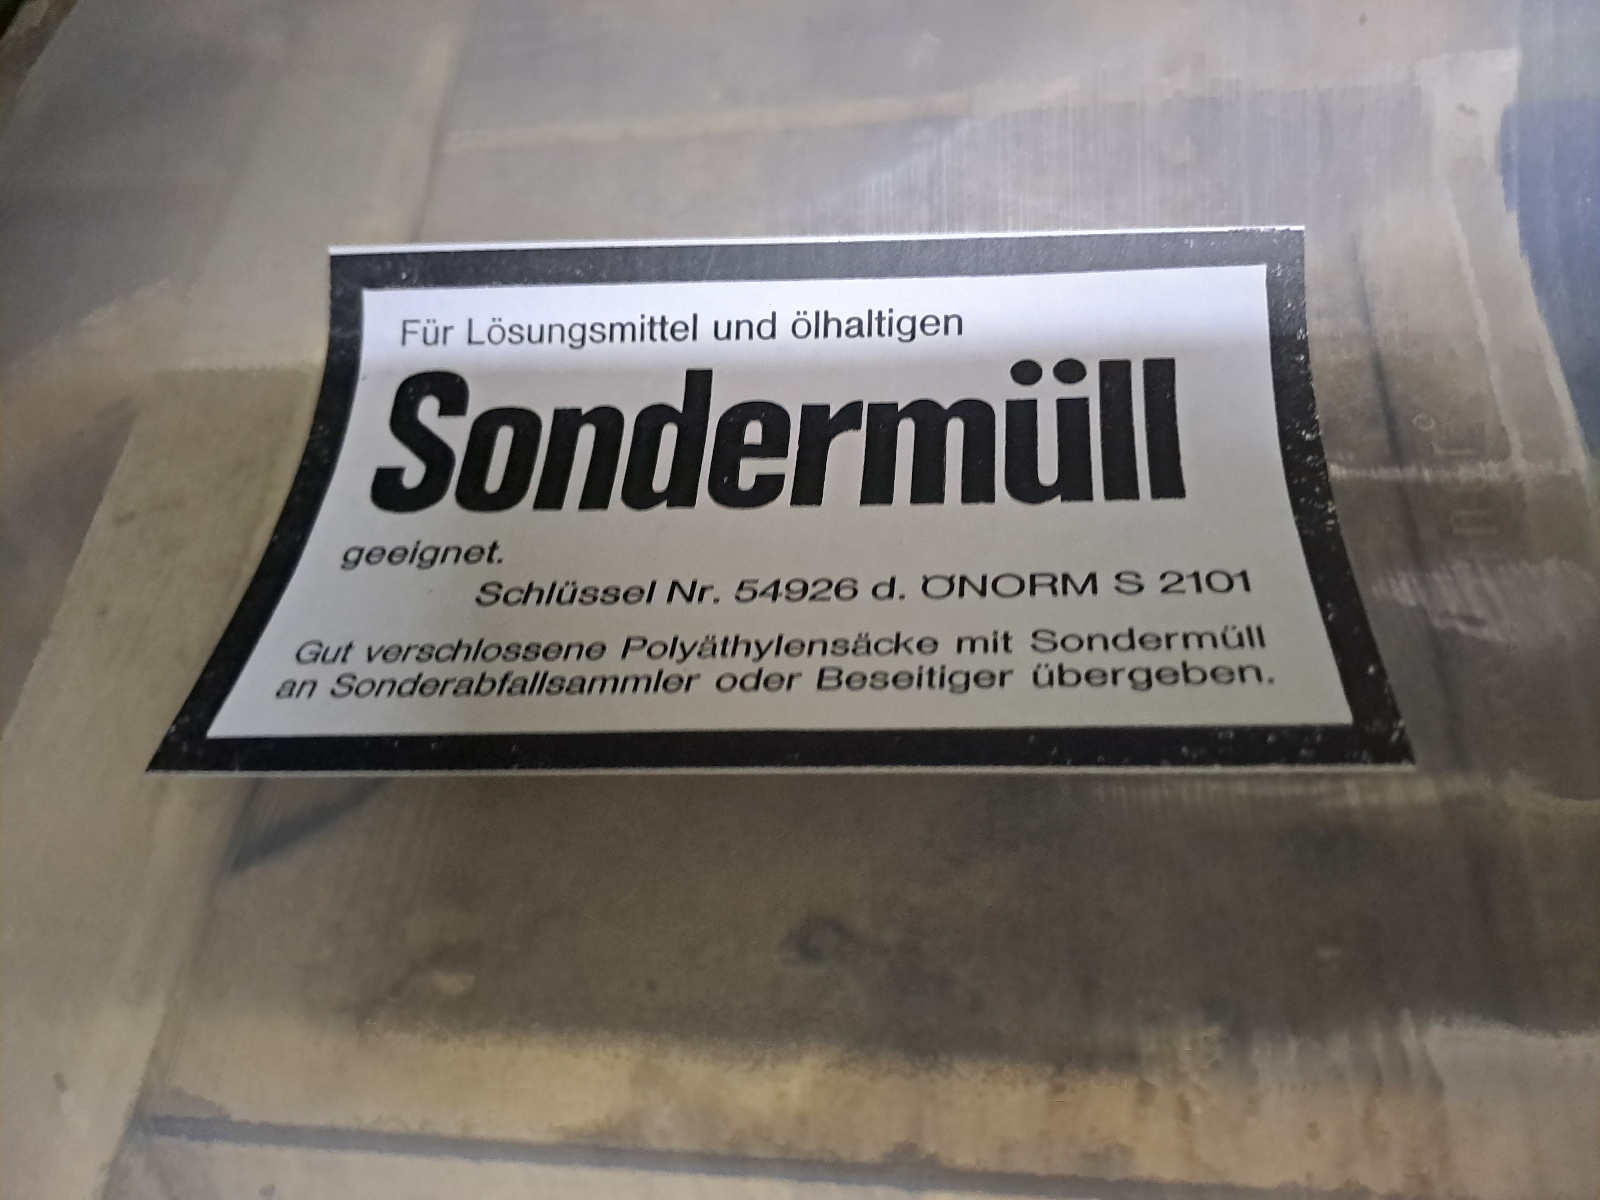 Für Lösungsmittel und ölhaltigen
Sondermüll
geeignet.
Schlüssel Nr. 54926 d. ÖNORM S 2101
Gut verschlossene Polyäthylensäcke mit Sondermüll
an Sonderabfallsammler oder Beseitiger übergeben.